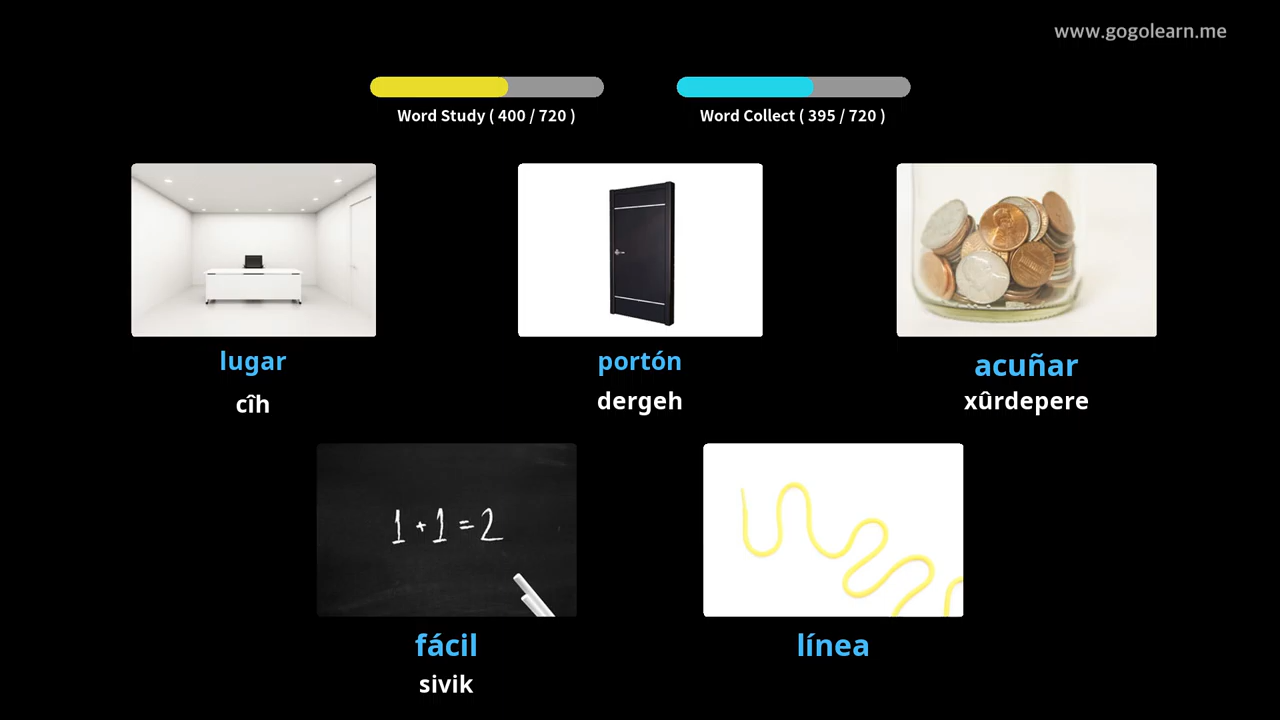 www.gogolearn.me
Word Study ( 400 / 720 )
Word Collect ( 395 / 720 )
lugar
cîh
portón
dergeh
acuñar
xûrdepere
1 + 1 = 2
fácil
sivik
línea